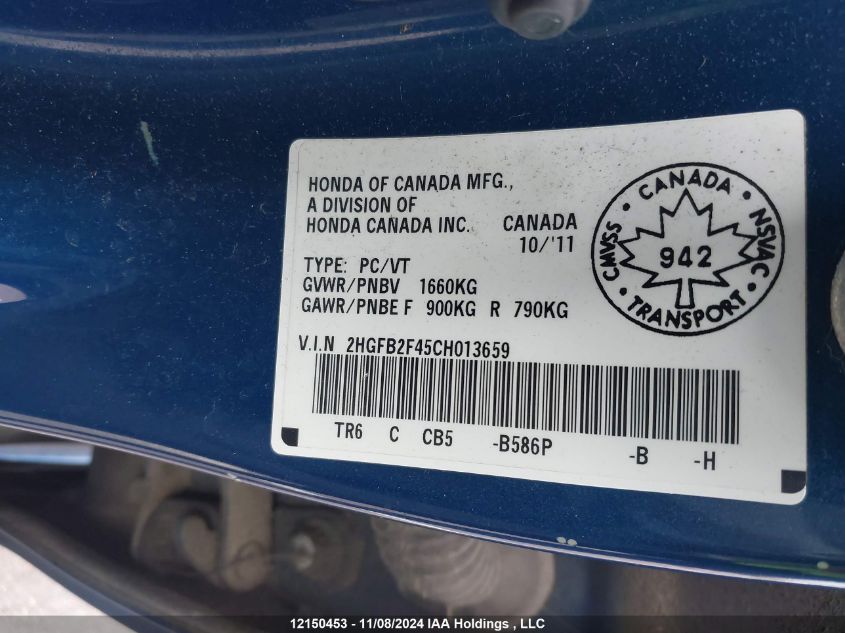 HONDA OF CANADA MFG.,
A DIVISION OF
HONDA CANADA INC. CANADA
10/'11
TYPE: PC/VT
GVWR/PNBV 1660KG
GAWR/PNBE F 900KG R 790KG
V.I.N 2HGFB2F45CH013659
TR6 C CB5 -B586P -B -H
CANADA
CMVSS • NSVAC
942
TRANSPORT
12150453 - 11/08/2024 IAA Holdings , LLC